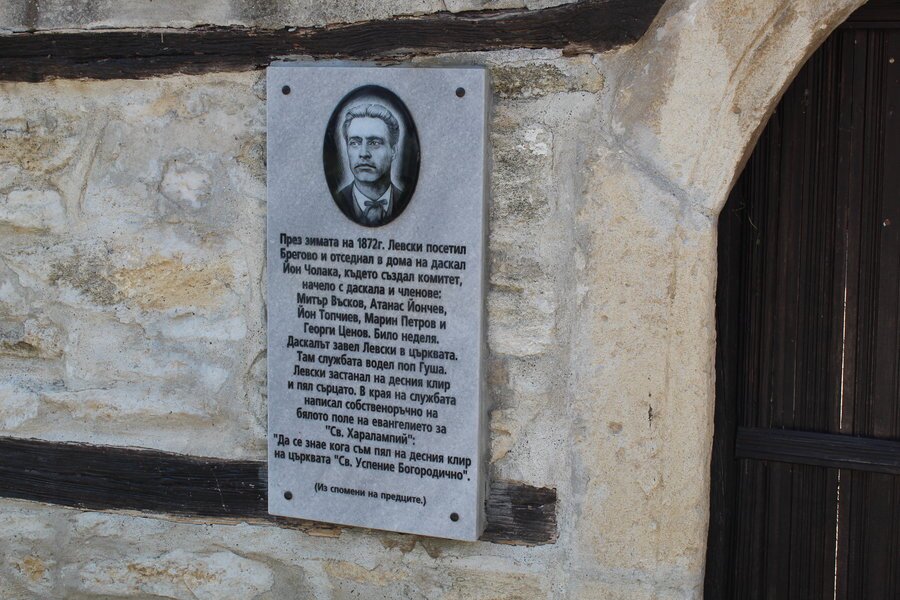 През зимата на 1872г. Левски посетил
Брегово и отседнал в дома на даскал
Йон Чолака, където създал комитет,
начело с даскала и членове:
Митър Въсков, Атанас Йончев,
Йон Топчиев, Марин Петров и
Георги Ценов. Било неделя.
Даскалът завел Левски в църквата.
Там службата водел поп Гуша.
Левски застанал на десния клир
и пял сърцато. В края на службата
написал собственоръчно на
бялото поле на евангелието за
"Св. Харалампий":
"Да се знае кога съм пял на десния клир
на църквата "Св. Успение Богородично".
(Из спомени на предците.)